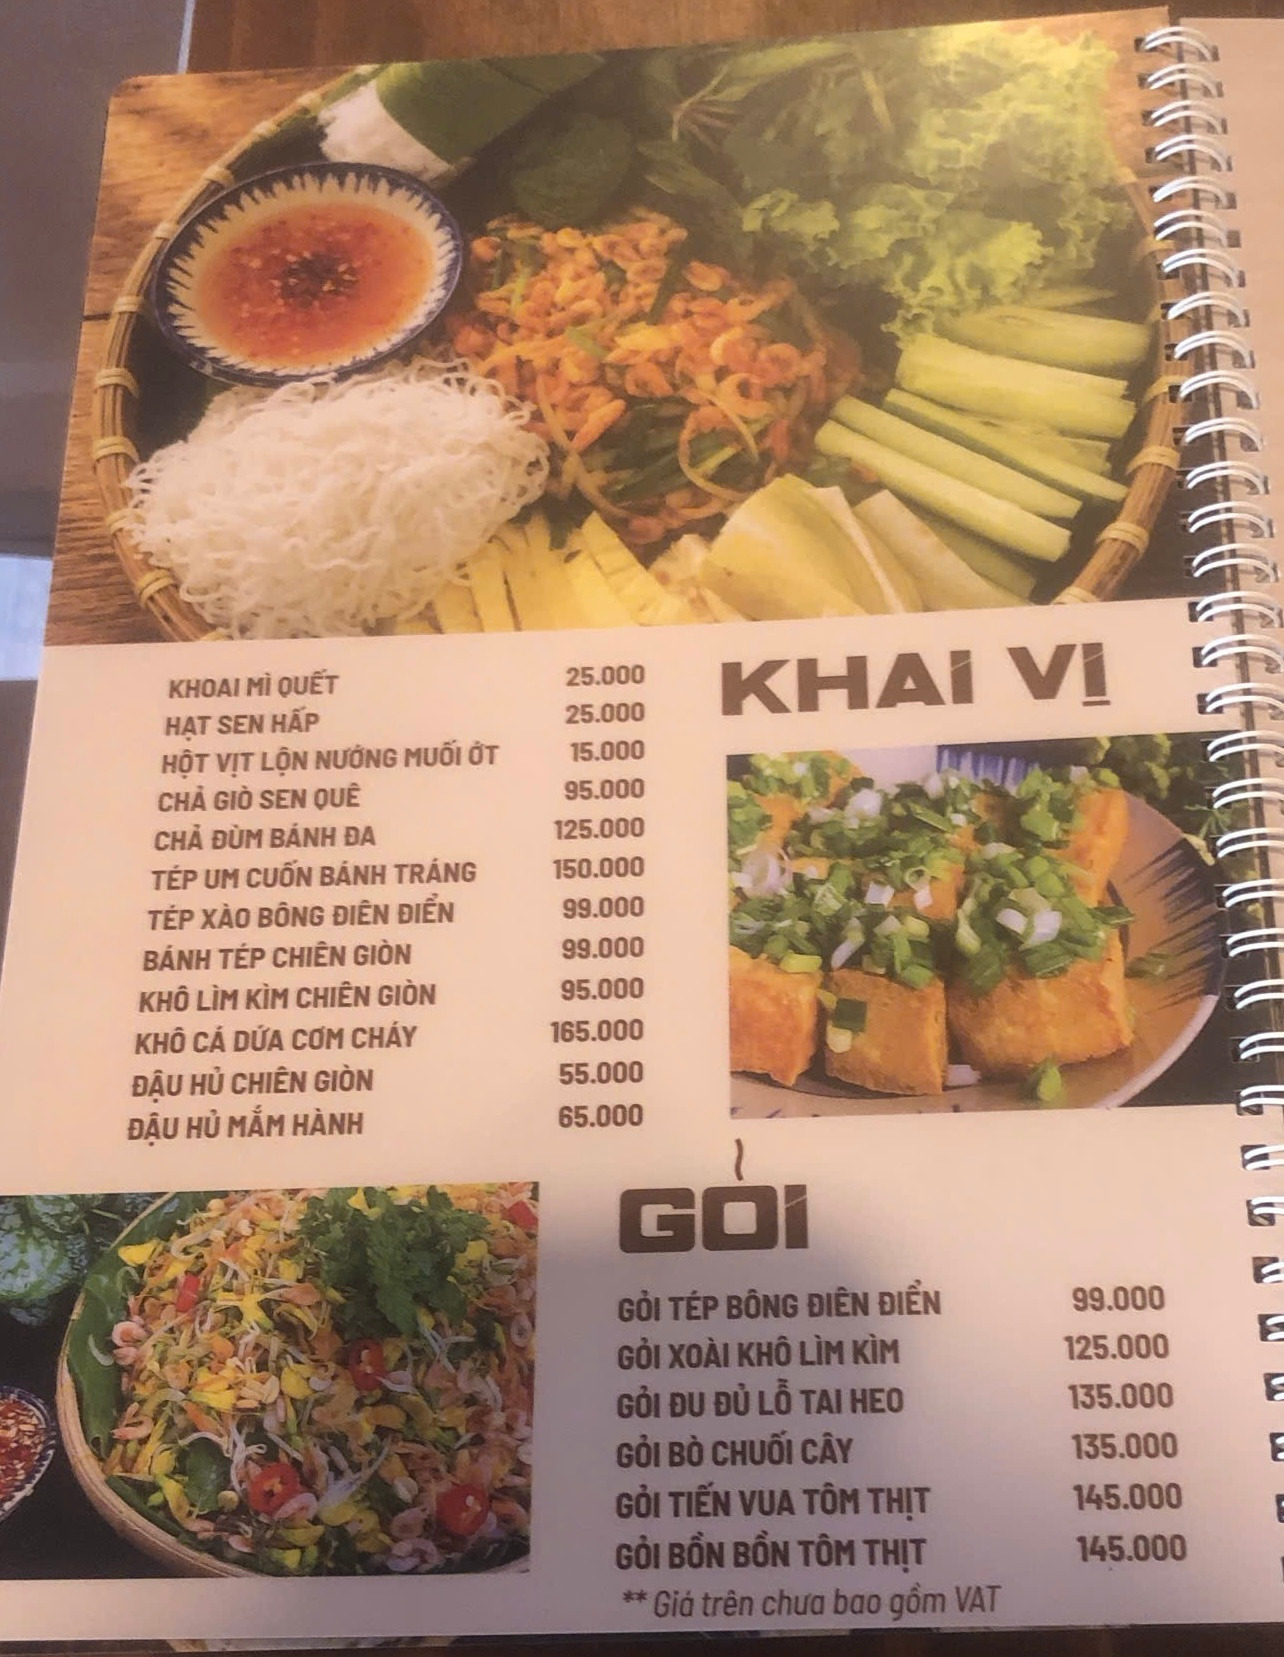 KHAI VỊ
KHOAI MÌ QUẾT 25.000
HẠT SEN HẤP 25.000
HỘT VỊT LỘN NƯỚNG MUỐI ỚT 15.000
CHẢ GIÒ SEN QUÊ 95.000
CHẢ ĐÙM BÁNH ĐA 125.000
TÉP UM CUỐN BÁNH TRÁNG 150.000
TÉP XÀO BÔNG ĐIÊN ĐIỂN 99.000
BÁNH TÉP CHIÊN GIÒN 99.000
KHÔ LÌM KÌM CHIÊN GIÒN 95.000
KHÔ CÁ DỨA CƠM CHÁY 165.000
ĐẬU HỦ CHIÊN GIÒN 55.000
ĐẬU HỦ MẮM HÀNH 65.000
GỎI
GỎI TÉP BÔNG ĐIÊN ĐIỂN 99.000
GỎI XOÀI KHÔ LÌM KÌM 125.000
GỎI ĐU ĐỦ LỖ TAI HEO 135.000
GỎI BÒ CHUỐI CÂY 135.000
GỎI TIẾN VUA TÔM THỊT 145.000
GỎI BỒN BỒN TÔM THỊT 145.000
** Giá trên chưa bao gồm VAT